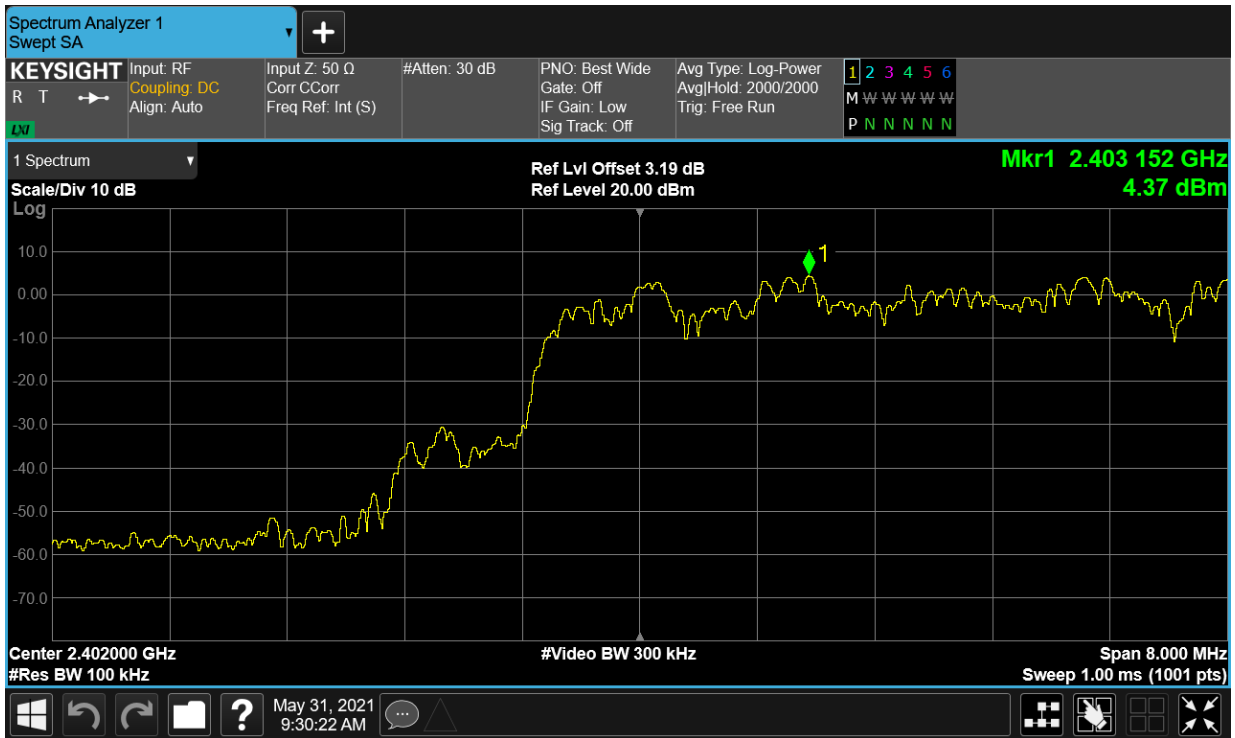 Spectrum Analyzer 1
Swept SA
KEYSIGHT
R T
LXI
Input: RF
Coupling: DC
Align: Auto
Input Z: 50 Ω
Corr CCorr
Freq Ref: Int (S)
#Atten: 30 dB
PNO: Best Wide
Gate: Off
IF Gain: Low
Sig Track: Off
Avg Type: Log-Power
Avg|Hold: 2000/2000
Trig: Free Run
1 2 3 4 5 6
M W W W W W
P N N N N N
1 Spectrum
Scale/Div 10 dB
Log
Ref Lvl Offset 3.19 dB
Ref Level 20.00 dBm
Mkr1 2.403 152 GHz
4.37 dBm
1
10.0
0.00
-10.0
-20.0
-30.0
-40.0
-50.0
-60.0
-70.0
Center 2.402000 GHz
#Video BW 300 kHz
Span 8.000 MHz
#Res BW 100 kHz
Sweep 1.00 ms (1001 pts)
?
May 31, 2021
9:30:22 AM